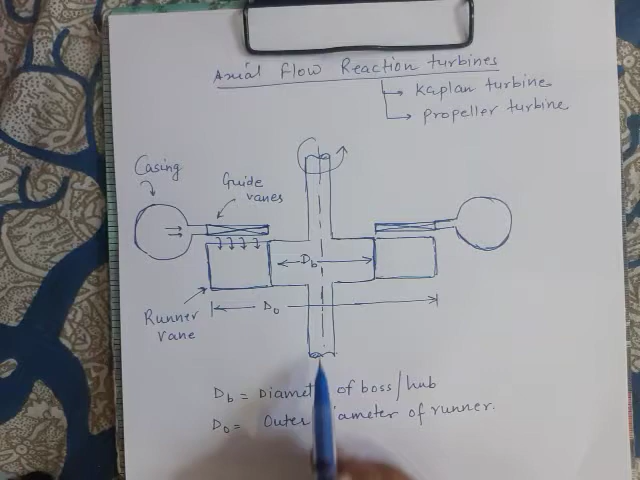 Axial Flow Reaction turbines
→ Kaplan turbine
→ propeller turbine
Casing
Guide
vanes
Db
Do
Runner
vane
Db = Diamet of boss/hub
Do = Outer iameter of runner.